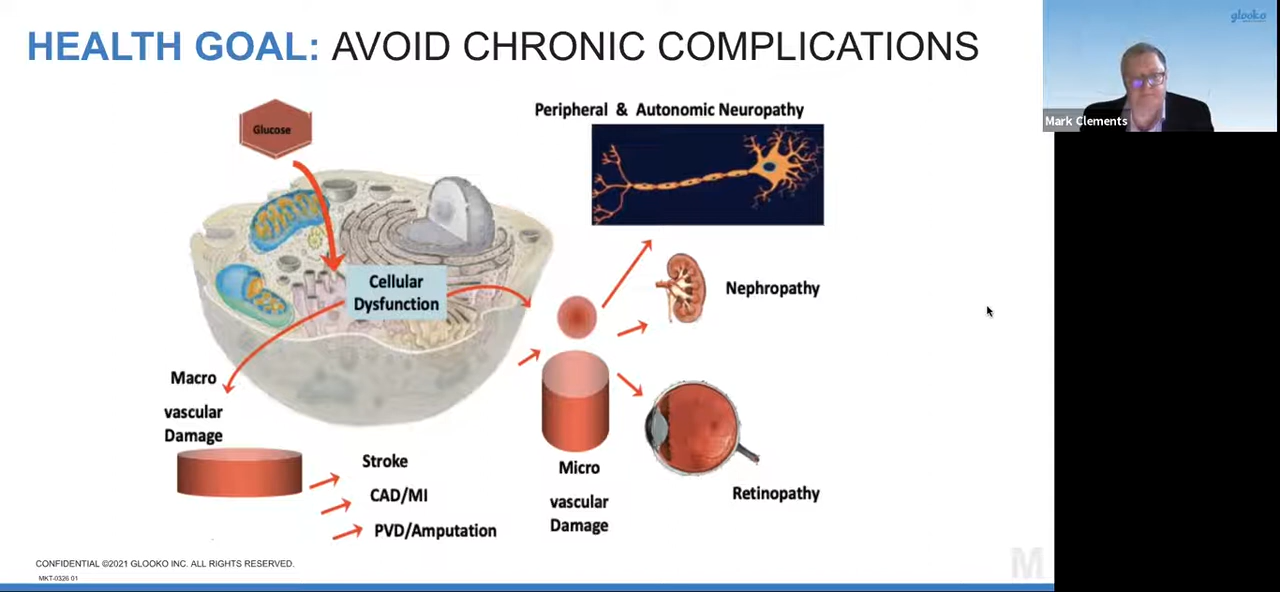 HEALTH GOAL: AVOID CHRONIC COMPLICATIONS
glooko
Mark Clements
Peripheral & Autonomic Neuropathy
Glucose
Cellular
Dysfunction
Nephropathy
Macro
vascular
Damage
Stroke
CAD/MI
PVD/Amputation
Micro
vascular
Damage
Retinopathy
CONFIDENTIAL ©2021 GLOOKO INC. ALL RIGHTS RESERVED.
MKT-0326 01
M